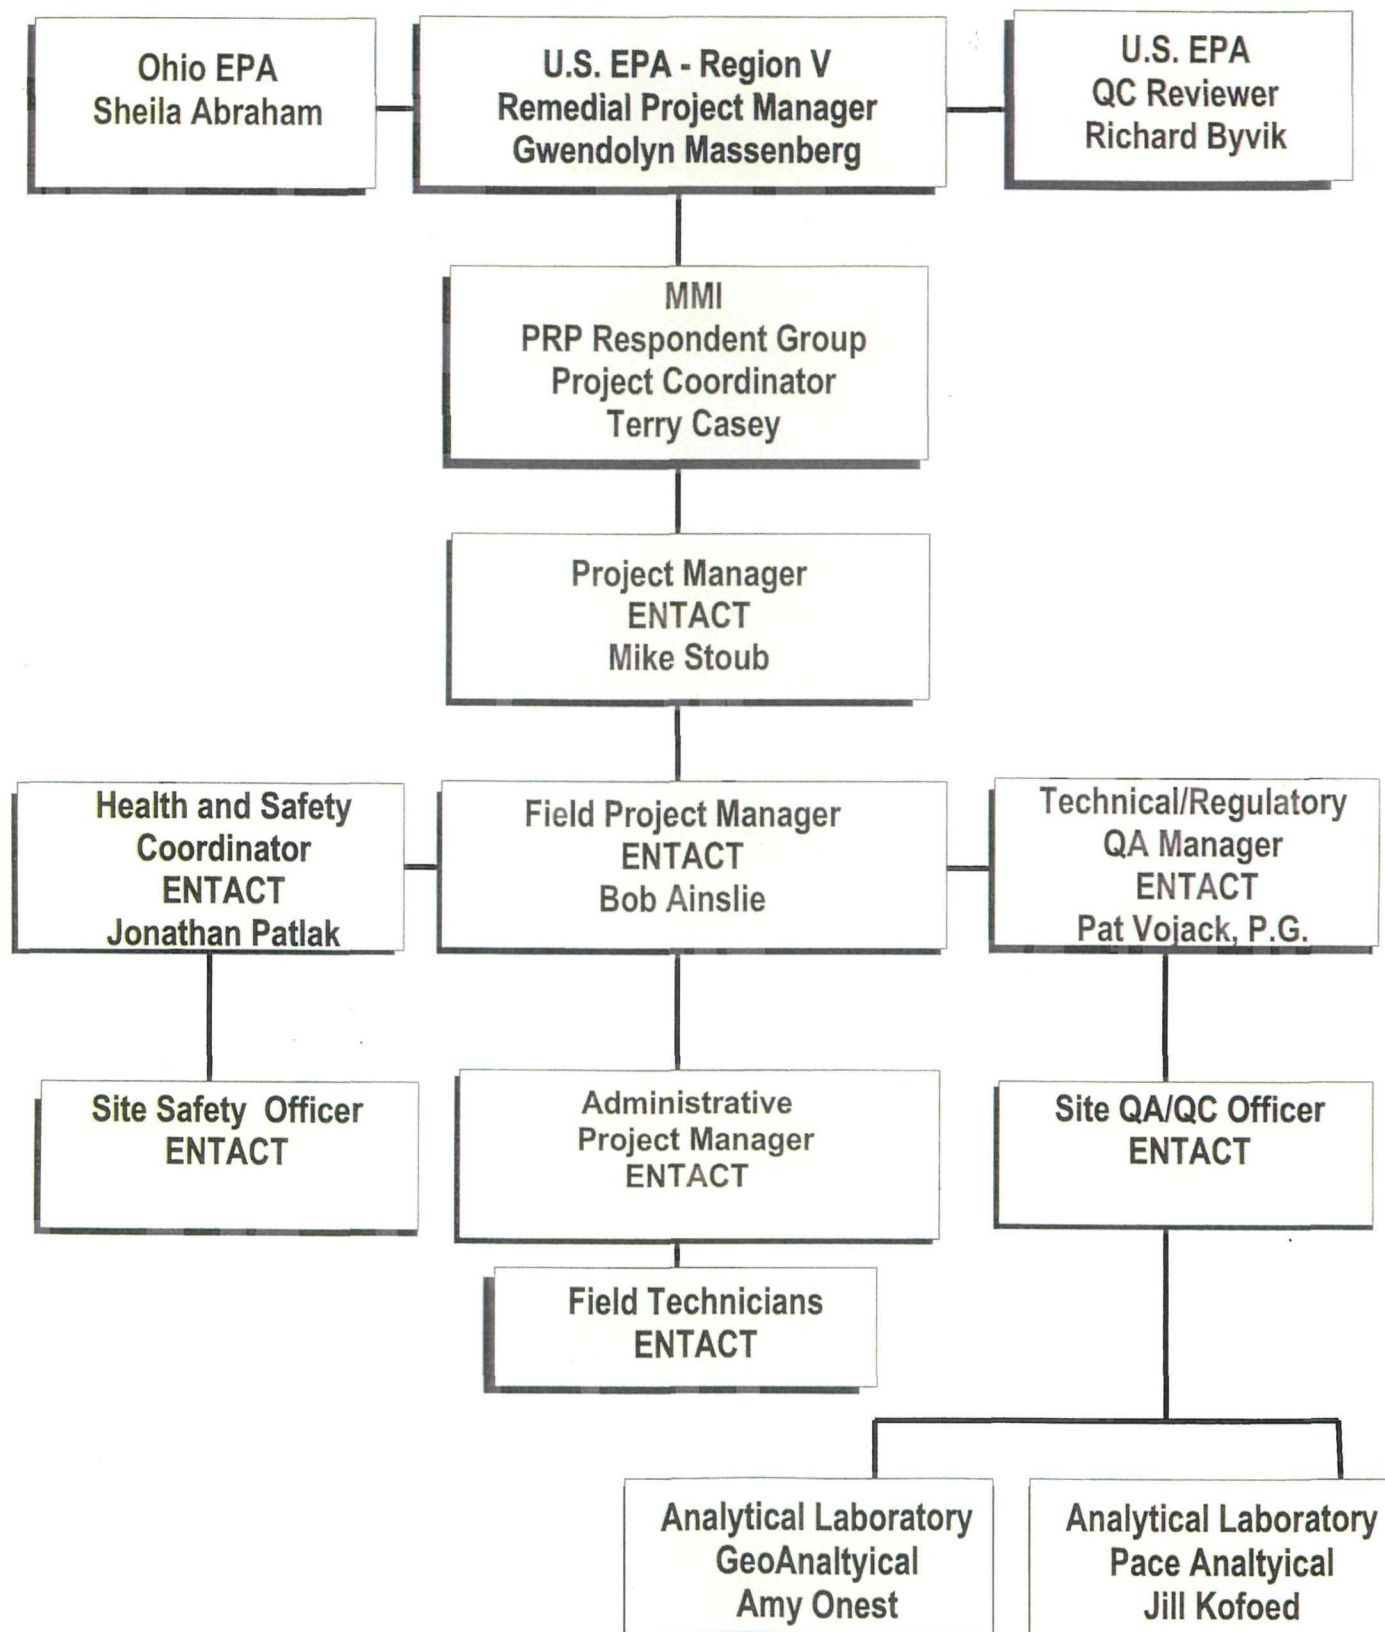 Ohio EPA
Sheila Abraham
U.S. EPA - Region V
Remedial Project Manager
Gwendolyn Massenberg
U.S. EPA
QC Reviewer
Richard Byvik
MMI
PRP Respondent Group
Project Coordinator
Terry Casey
Project Manager
ENTACT
Mike Stoub
Health and Safety
Coordinator
ENTACT
Jonathan Patlak
Field Project Manager
ENTACT
Bob Ainslie
Technical/Regulatory
QA Manager
ENTACT
Pat Vojack, P.G.
Site Safety Officer
ENTACT
Administrative
Project Manager
ENTACT
Site QA/QC Officer
ENTACT
Field Technicians
ENTACT
Analytical Laboratory
GeoAnaltyical
Amy Onest
Analytical Laboratory
Pace Analtyical
Jill Kofoed